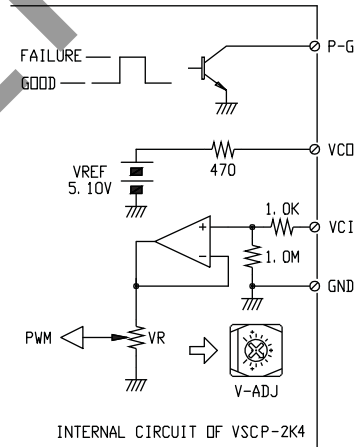 P-G
FAILURE
GOOD
VCO
470
VREF
5.10V
1.0K
VCI
+
1.0M
-
GND
PWM
VR
V-ADJ
INTERNAL CIRCUIT OF VSCP-2K4